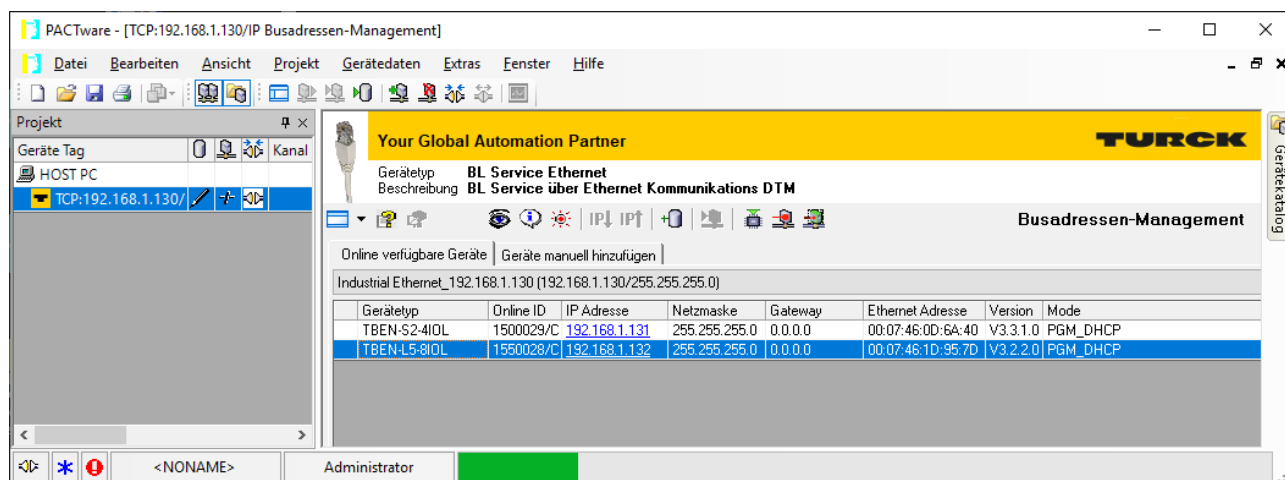 PACTware - [TCP:192.168.1.130/IP Busadressen-Management]
Datei Bearbeiten Ansicht Projekt Gerätedaten Extras Fenster Hilfe
Projekt
Geräte Tag Kanal
HOST PC
TCP:192.168.1.130/
Your Global Automation Partner
TURCK
Gerätetyp BL Service Ethernet
Beschreibung BL Service über Ethernet Kommunikations DTM
IP IP Busadressen-Management
Online verfügbare Geräte Geräte manuell hinzufügen
Industrial Ethernet_192.168.1.130 (192.168.1.130/255.255.255.0)
Gerätetyp Online ID IP Adresse Netzmaske Gateway Ethernet Adresse Version Mode
TBEN-S2-4IOL 1500029/C 192.168.1.131 255.255.255.0 0.0.0.0 00:07:46:0D:6A:40 V3.3.1.0 PGM_DHCP
TBEN-L5-8IOL 1550028/C 192.168.1.132 255.255.255.0 0.0.0.0 00:07:46:1D:95:7D V3.2.2.0 PGM_DHCP
Gerätekatalog
<NONAME> Administrator